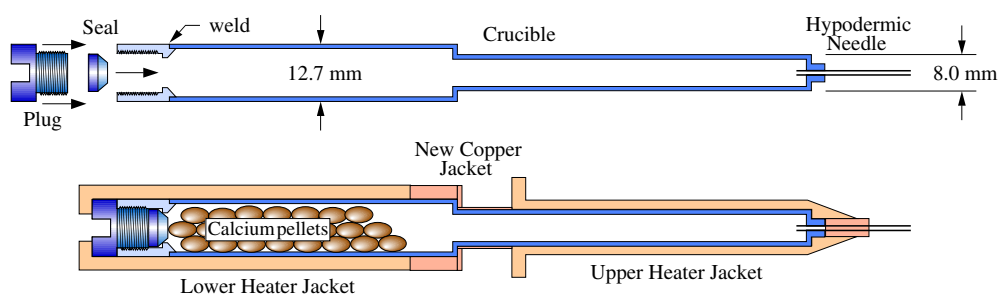 Seal
weld
Crucible
Hypodermic
Needle
12.7 mm
8.0 mm
Plug
New Copper
Jacket
Calcium pellets
Lower Heater Jacket
Upper Heater Jacket